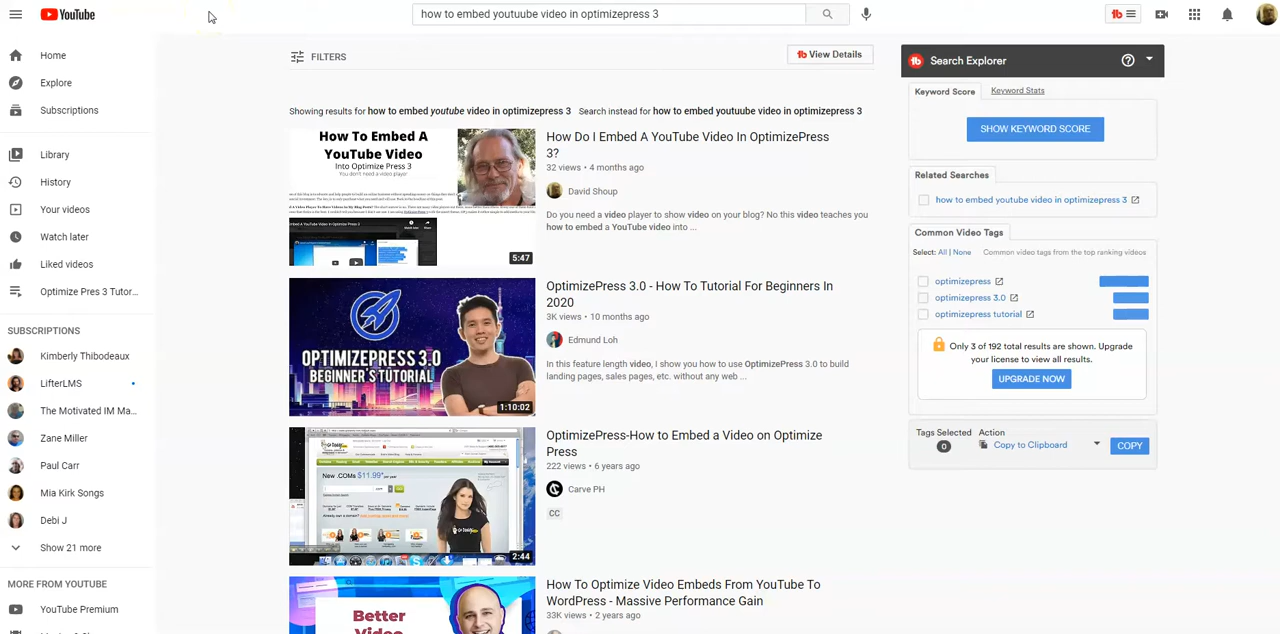 YouTube
how to embed youtuube video in optimizepress 3
Home
Explore
Subscriptions
Library
History
Your videos
Watch later
Liked videos
Optimize Pres 3 Tutor...
SUBSCRIPTIONS
Kimberly Thibodeaux
LifterLMS
The Motivated IM Ma...
Zane Miller
Paul Carr
Mia Kirk Songs
Debi J
Show 21 more
MORE FROM YOUTUBE
YouTube Premium
FILTERS
View Details
Showing results for how to embed youtube video in optimizepress 3 Search instead for how to embed youtuube video in optimizepress 3
How To Embed A
YouTube Video
Into Optimize Press 3
You don't need a video player
5:47
How Do I Embed A YouTube Video In OptimizePress
3?
32 views • 4 months ago
David Shoup
Do you need a video player to show video on your blog? No this video teaches you
how to embed a YouTube video into ...
OPTIMIZEPRESS 3.0
BEGINNER'S TUTORIAL
1:10:02
OptimizePress 3.0 - How To Tutorial For Beginners In
2020
3K views • 10 months ago
Edmund Loh
In this feature length video, I show you how to use OptimizePress 3.0 to build
landing pages, sales pages, etc. without any web ...
New .COMs $11.99
2:44
OptimizePress-How to Embed a Video on Optimize
Press
222 views • 6 years ago
Carve PH
CC
Better
Video
How To Optimize Video Embeds From YouTube To
WordPress - Massive Performance Gain
33K views • 2 years ago
Search Explorer
Keyword Score
Keyword Stats
SHOW KEYWORD SCORE
Related Searches
how to embed youtube video in optimizepress 3
Common Video Tags
Select: All | None Common video tags from the top ranking videos
optimizepress
optimizepress 3.0
optimizepress tutorial
Only 3 of 192 total results are shown. Upgrade
your license to view all results.
UPGRADE NOW
Tags Selected
0
Action
Copy to Clipboard
COPY